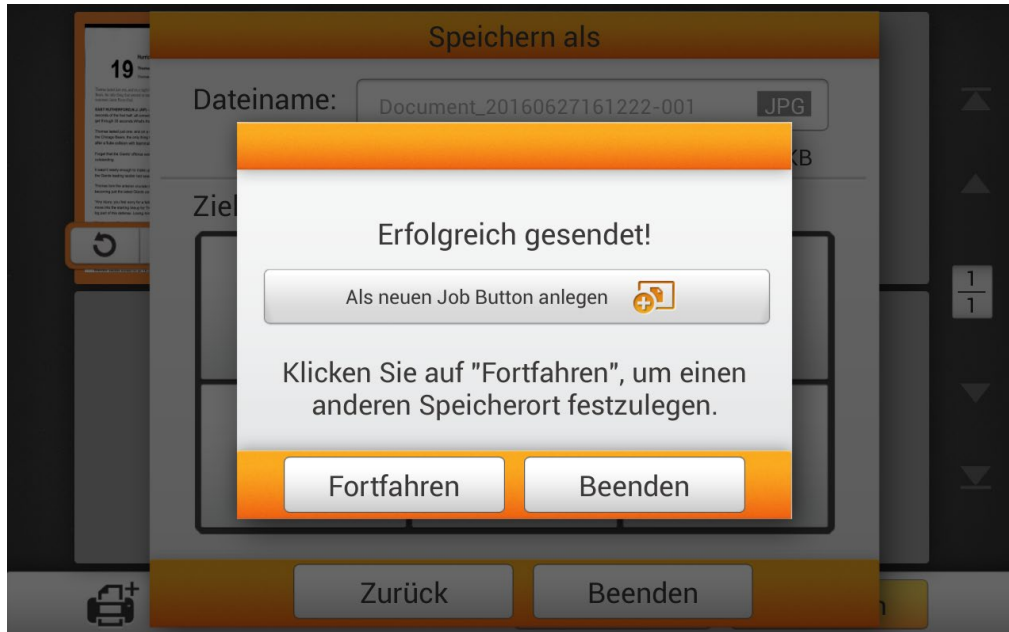 Speichern als
19
Dateiname:
Document_20160627161222-001
JPG
KB
Ziel
Erfolgreich gesendet!
Als neuen Job Button anlegen
Klicken Sie auf "Fortfahren", um einen
anderen Speicherort festzulegen.
Fortfahren
Beenden
1
1
Zurück
Beenden
n